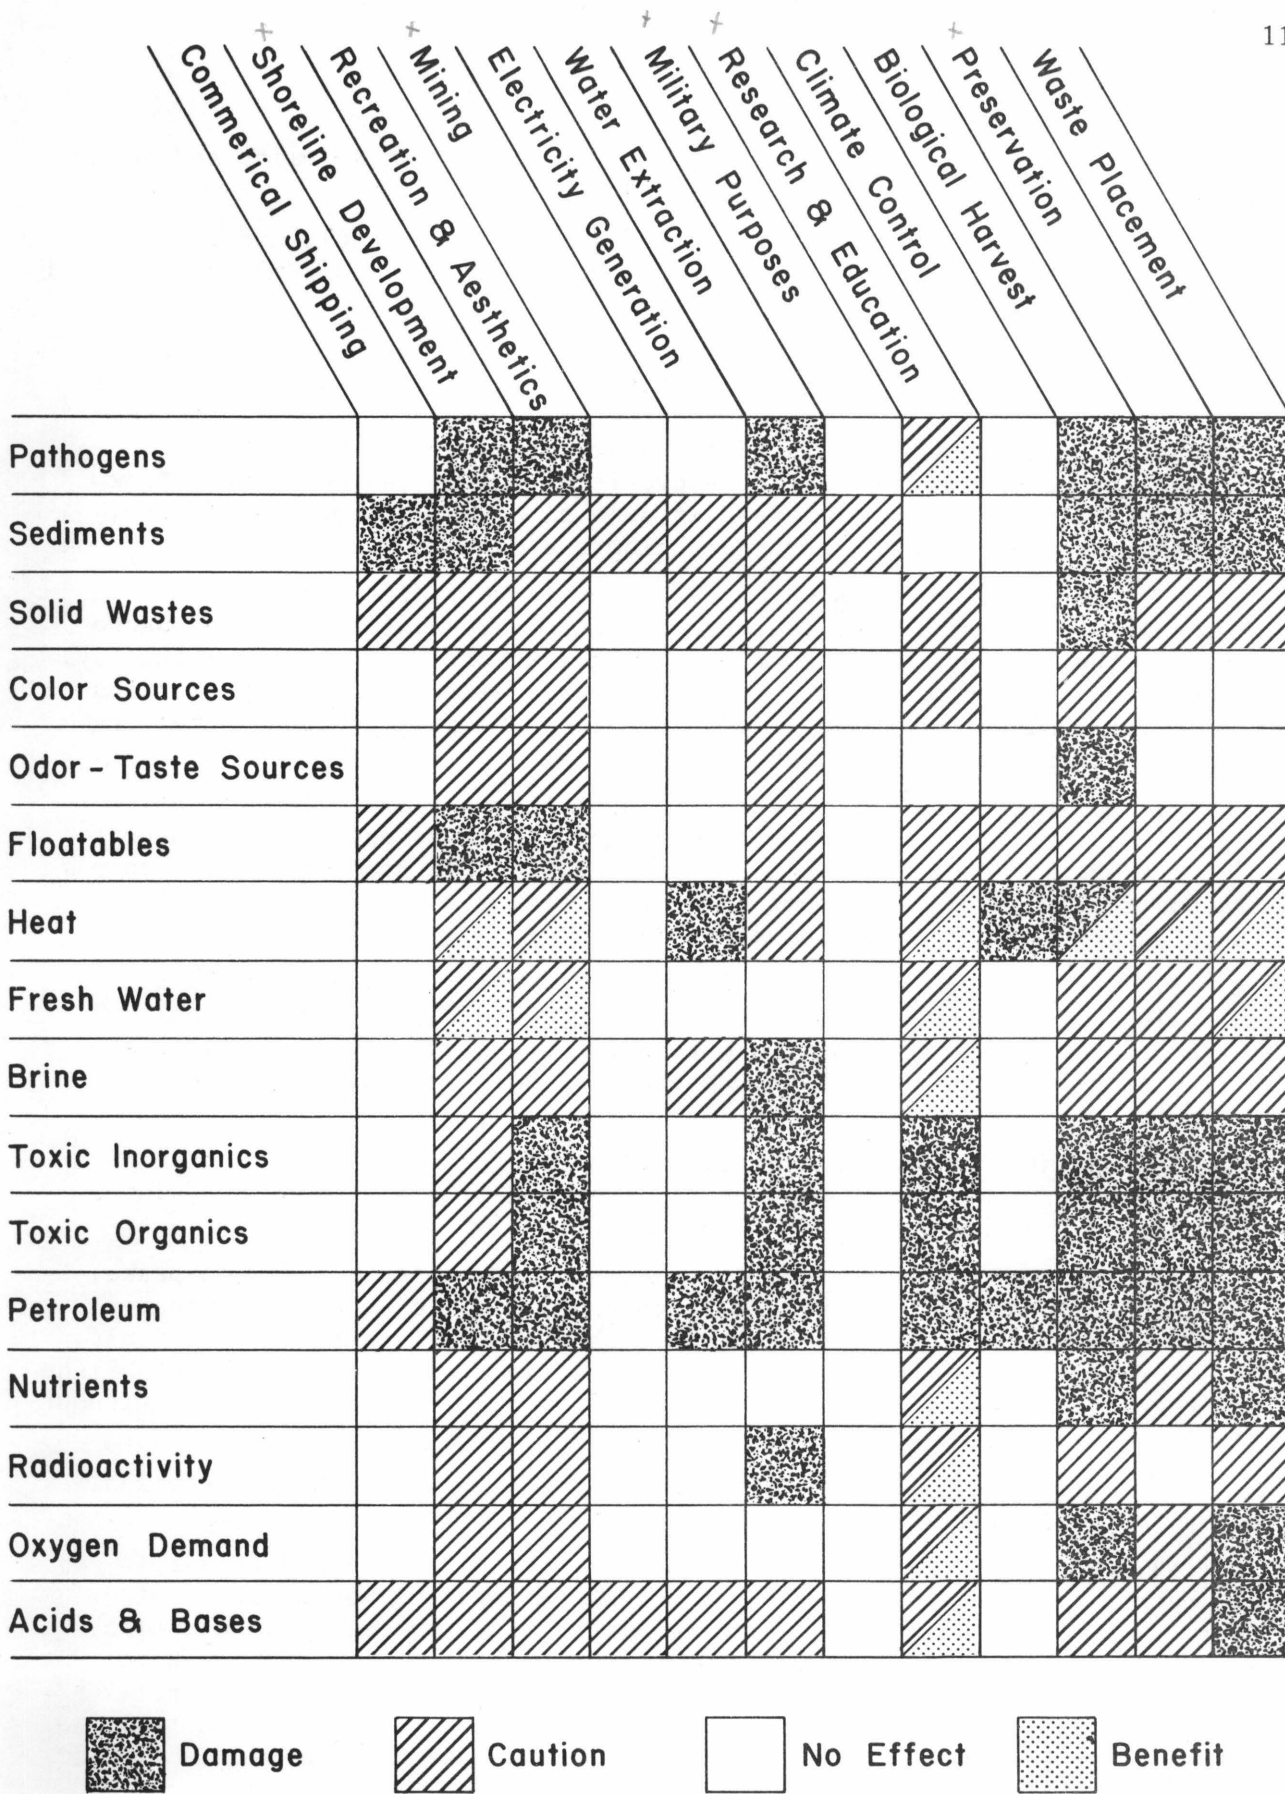 11
Commerical Shipping
Shoreline Development
Recreation & Aesthetics
Mining
Electricity Generation
Water Extraction
Military Purposes
Research & Education
Climate Control
Biological Harvest
Preservation
Waste Placement
Pathogens
Sediments
Solid Wastes
Color Sources
Odor-Taste Sources
Floatables
Heat
Fresh Water
Brine
Toxic Inorganics
Toxic Organics
Petroleum
Nutrients
Radioactivity
Oxygen Demand
Acids & Bases
Damage Caution No Effect Benefit